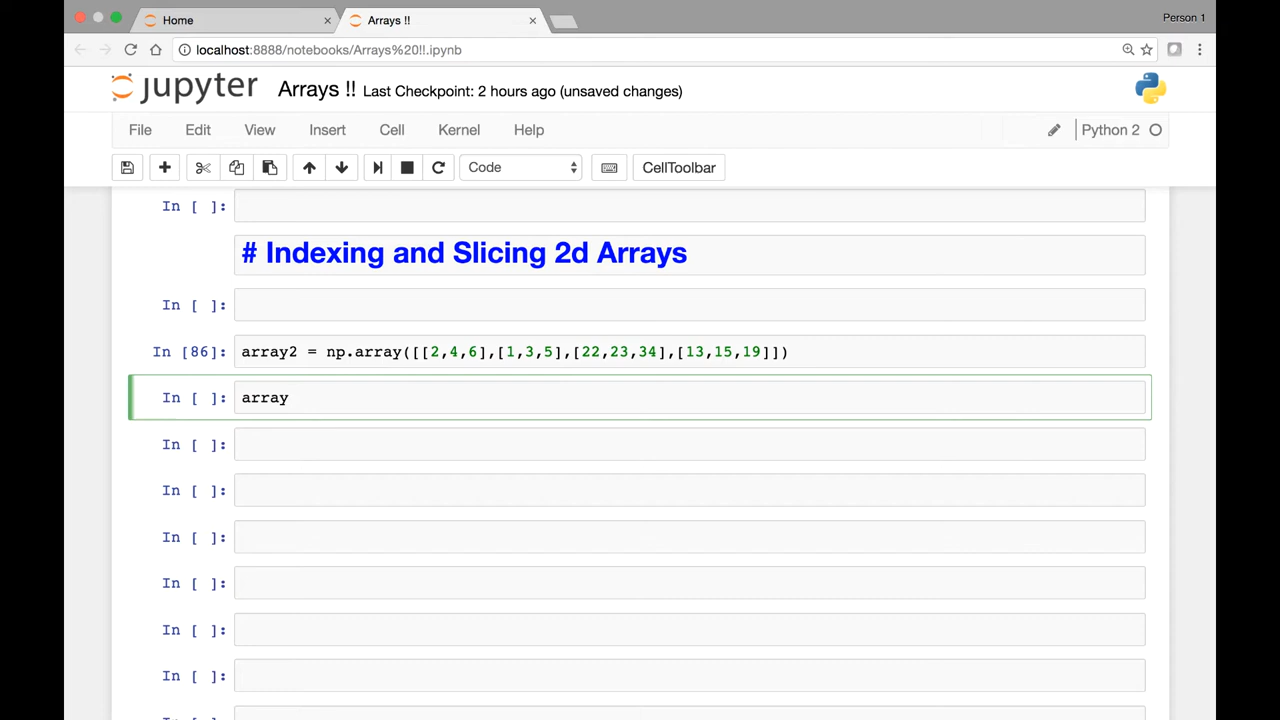 Home
Arrays !!
Person 1
localhost:8888/notebooks/Arrays%20!!.ipynb
jupyter Arrays !! Last Checkpoint: 2 hours ago (unsaved changes)
File Edit View Insert Cell Kernel Help Python 2
Code CellToolbar
In [ ]:
# Indexing and Slicing 2d Arrays
In [ ]:
In [86]: array2 = np.array([[2,4,6],[1,3,5],[22,23,34],[13,15,19]])
In [ ]: array
In [ ]:
In [ ]:
In [ ]:
In [ ]:
In [ ]:
In [ ]: